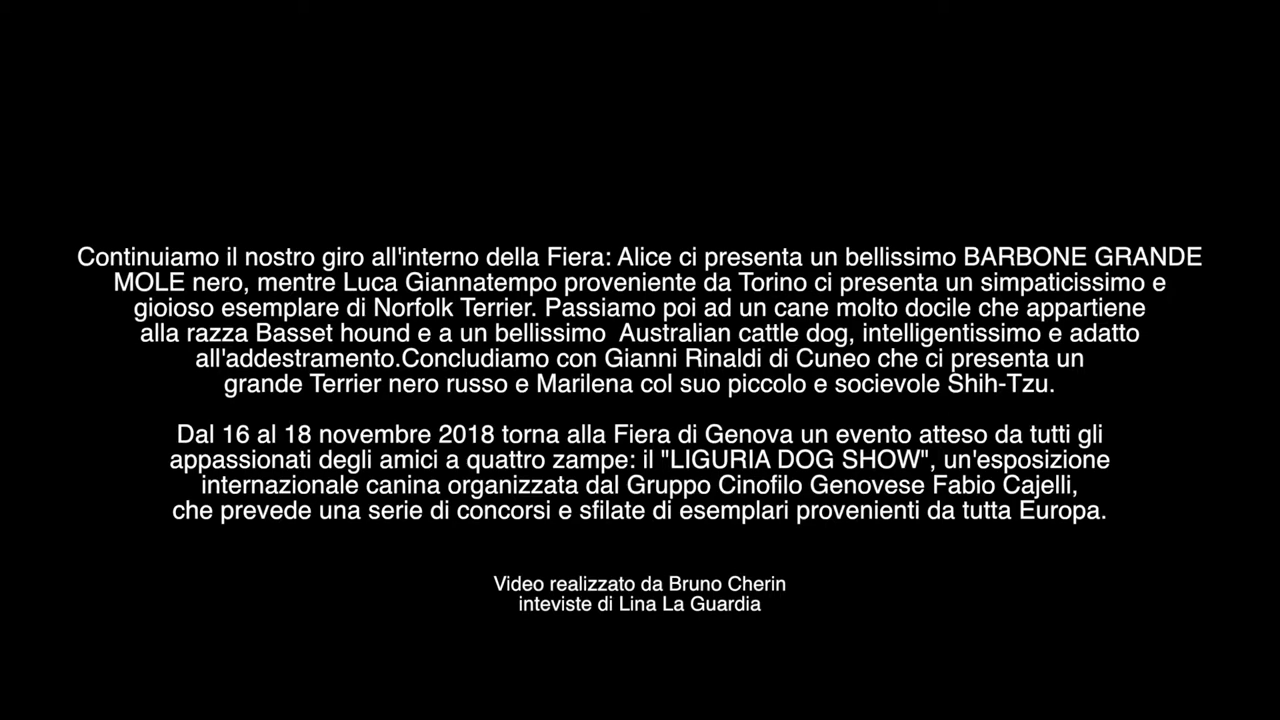 Continuiamo il nostro giro all'interno della Fiera: Alice ci presenta un bellissimo BARBONE GRANDE
MOLE nero, mentre Luca Giannatempo proveniente da Torino ci presenta un simpaticissimo e
gioioso esemplare di Norfolk Terrier. Passiamo poi ad un cane molto docile che appartiene
alla razza Basset hound e a un bellissimo  Australian cattle dog, intelligentissimo e adatto
all'addestramento.Concludiamo con Gianni Rinaldi di Cuneo che ci presenta un
grande Terrier nero russo e Marilena col suo piccolo e socievole Shih-Tzu.
Dal 16 al 18 novembre 2018 torna alla Fiera di Genova un evento atteso da tutti gli
appassionati degli amici a quattro zampe: il "LIGURIA DOG SHOW", un'esposizione
internazionale canina organizzata dal Gruppo Cinofilo Genovese Fabio Cajelli,
che prevede una serie di concorsi e sfilate di esemplari provenienti da tutta Europa.
Video realizzato da Bruno Cherin
inteviste di Lina La Guardia